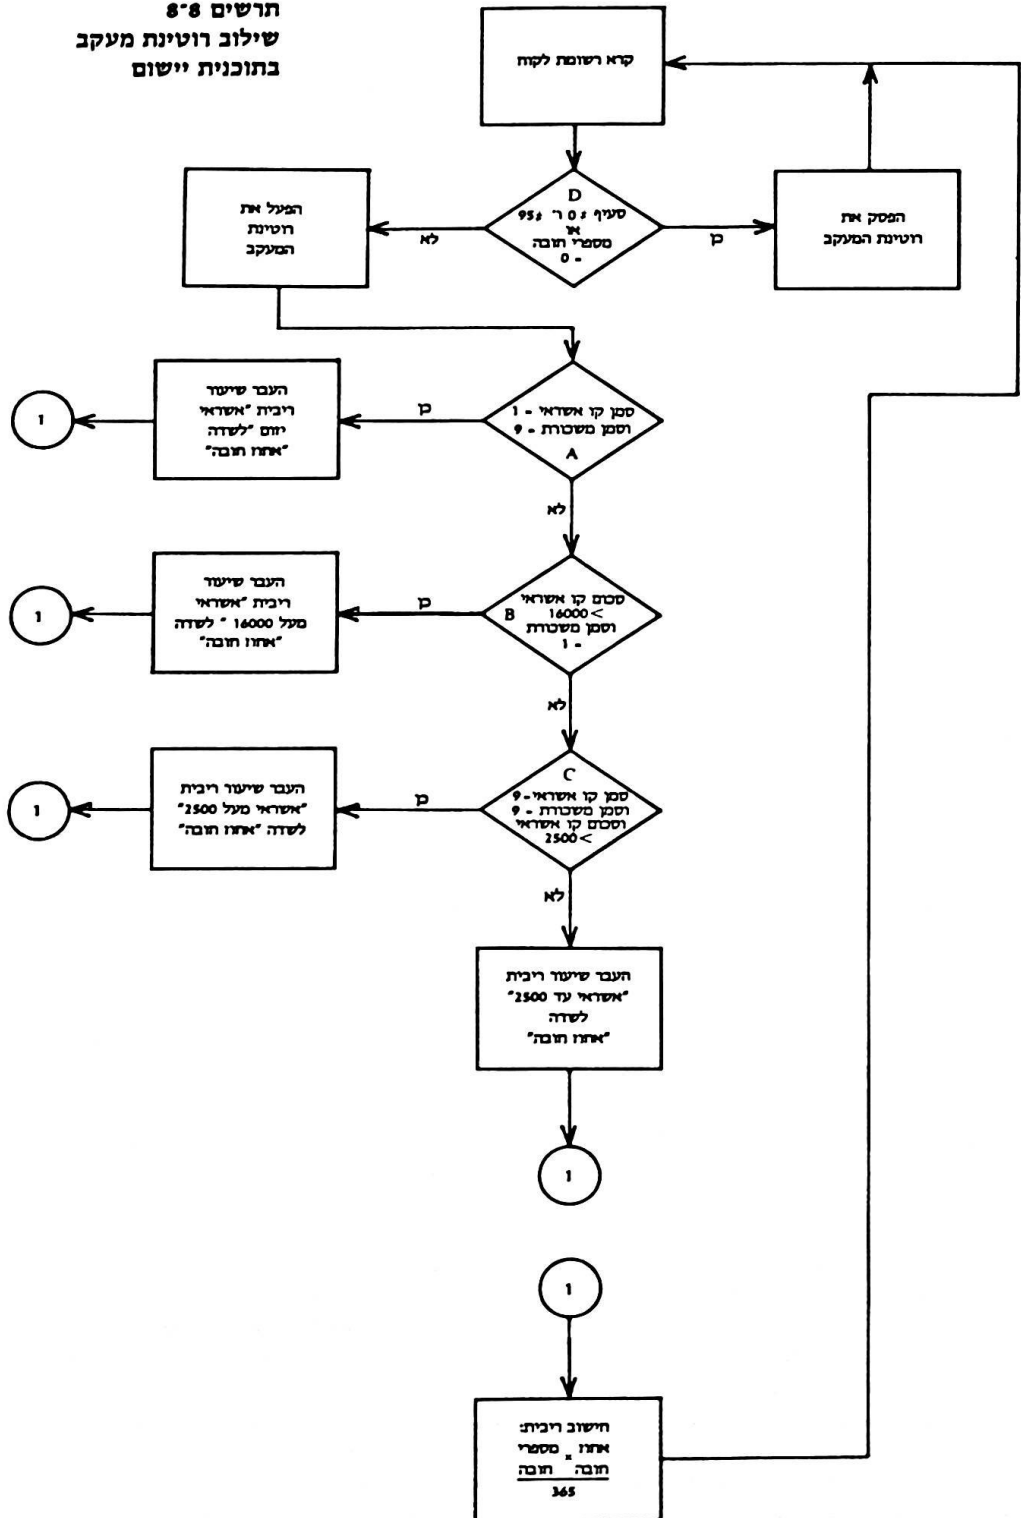 תרשים 8־8
שילוב רוטינת מעקב
בתוכנית יישום
קרא רשומת לקוח
D
סעיף ≠ 0 ו־ ≠95
או
מספרי חובה
= 0
לא
כן
הפעל את
רוטינת
המעקב
הפסק את
רוטינת המעקב
סמן קו אשראי = 1
וסמן משכורת = 9
A
כן
העבר שיעור
ריבית "אשראי
יזום "לשדה
"אחוז חובה"
1
לא
סכום קו אשראי
16000<
וסמן משכורת
= 1
B
כן
העבר שיעור
ריבית "אשראי
מעל 16000 " לשדה
"אחוז חובה"
1
לא
C
סמן קו אשראי=9
וסמן משכורת = 9
וסכום קו אשראי
2500<
כן
העבר שיעור ריבית
"אשראי מעל 2500"
לשדה "אחוז חובה"
1
לא
העבר שיעור ריבית
"אשראי עד 2500"
לשדה
"אחוז חובה"
1
1
חישוב ריבית:
אחוז × מספרי
חובה חובה
365